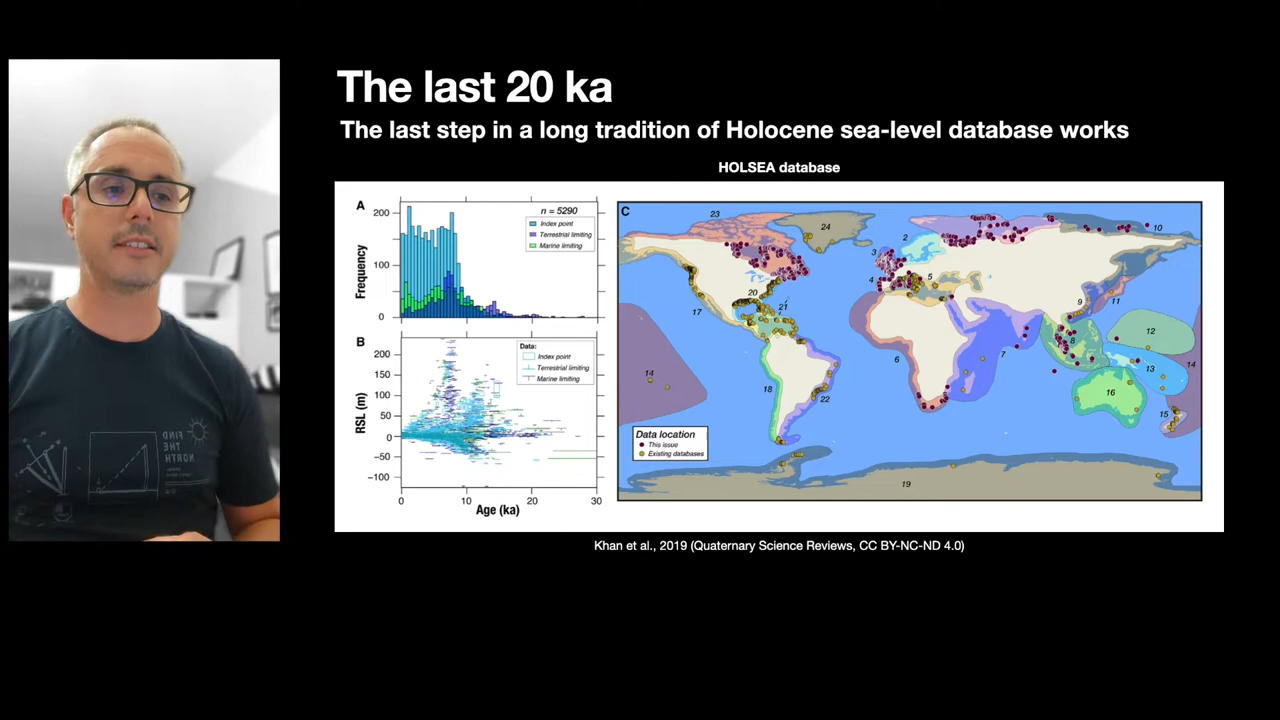 The last 20 ka
The last step in a long tradition of Holocene sea-level database works
HOLSEA database
A
n = 5290
Index point
Terrestrial limiting
Marine limiting
Frequency
200
100
0
B
Data:
Index point
Terrestrial limiting
Marine limiting
RSL (m)
200
150
100
50
0
−50
−100
0 10 20 30
Age (ka)
C
23
24
1
2
10
3
4
5
20
21
17
9
11
8
7
12
13
14
14
6
18
22
16
15
19
Data location
This issue
Existing databases
Khan et al., 2019 (Quaternary Science Reviews, CC BY-NC-ND 4.0)
FIND
THE
NORTH